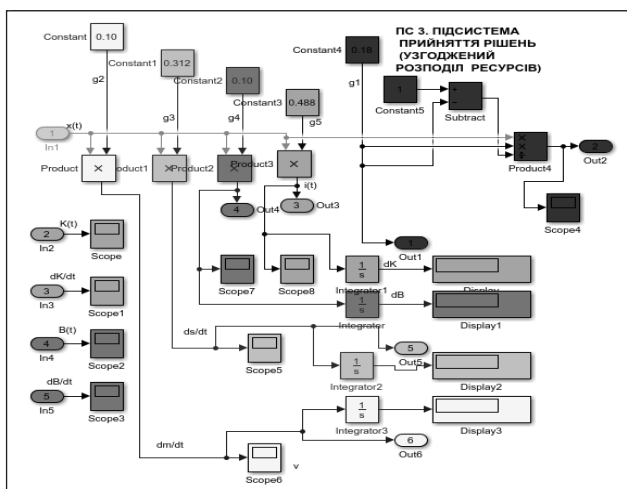 ПС 3. ПІДСИСТЕМА
ПРИЙНЯТТЯ РІШЕНЬ
(УЗГОДЖЕНИЙ
РОЗПОДІЛ РЕСУРСІВ)
Constant
0.10
Constant1
0.312
Constant2
0.10
Constant3
0.488
Constant4
0.18
1
Constant5
g2
g3
g4
g5
g1
+
−
Subtract
x(t)
1
In1
×
×
÷
Product4
2
Out2
Scope4
Product
×
oduct1
×
Product2
×
Product3
×
i(t)
4
Out4
3
Out3
1
Out1
K(t)
2
In2
Scope
dK/dt
3
In3
Scope1
B(t)
4
In4
Scope2
dB/dt
5
In5
Scope3
Scope7
Scope8
1
s
Integrator1
dK
Display
1
s
Integrator
dB
Display1
ds/dt
Scope5
5
Out5
1
s
Integrator2
Display2
1
s
Integrator3
Display3
dm/dt
Scope6
v
6
Out6